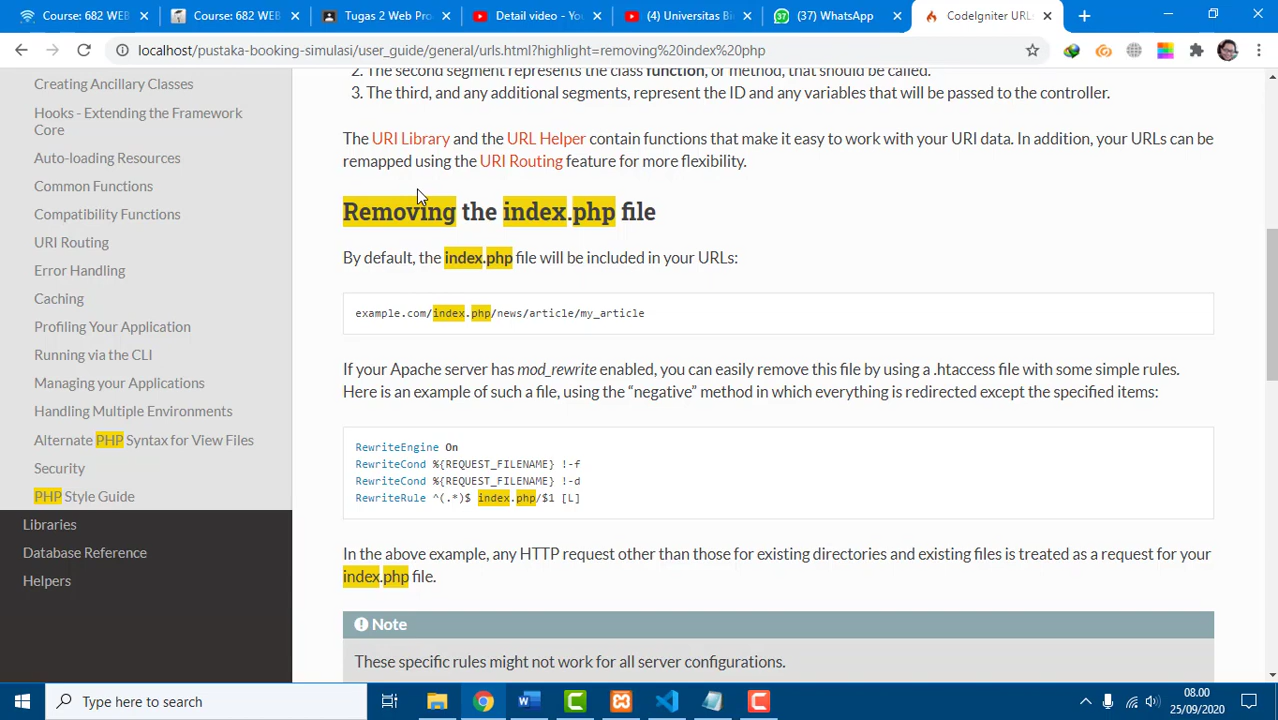 Course: 682 WEB
Course: 682 WEB
Tugas 2 Web Pro
Detail video - You
(4) Universitas Bi
(37) WhatsApp
CodeIgniter URLs
localhost/pustaka-booking-simulasi/user_guide/general/urls.html?highlight=removing%20index%20php
Creating Ancillary Classes
Hooks - Extending the Framework
Core
Auto-loading Resources
Common Functions
Compatibility Functions
URI Routing
Error Handling
Caching
Profiling Your Application
Running via the CLI
Managing your Applications
Handling Multiple Environments
Alternate PHP Syntax for View Files
Security
PHP Style Guide
Libraries
Database Reference
Helpers
2. The second segment represents the class function, or method, that should be called.
3. The third, and any additional segments, represent the ID and any variables that will be passed to the controller.
The URI Library and the URL Helper contain functions that make it easy to work with your URI data. In addition, your URLs can be
remapped using the URI Routing feature for more flexibility.
Removing the index.php file
By default, the index.php file will be included in your URLs:
example.com/index.php/news/article/my_article
If your Apache server has mod_rewrite enabled, you can easily remove this file by using a .htaccess file with some simple rules.
Here is an example of such a file, using the “negative” method in which everything is redirected except the specified items:
RewriteEngine On
RewriteCond %{REQUEST_FILENAME} !-f
RewriteCond %{REQUEST_FILENAME} !-d
RewriteRule ^(.*)$ index.php/$1 [L]
In the above example, any HTTP request other than those for existing directories and existing files is treated as a request for your
index.php file.
Note
These specific rules might not work for all server configurations.
Type here to search
08.00
25/09/2020